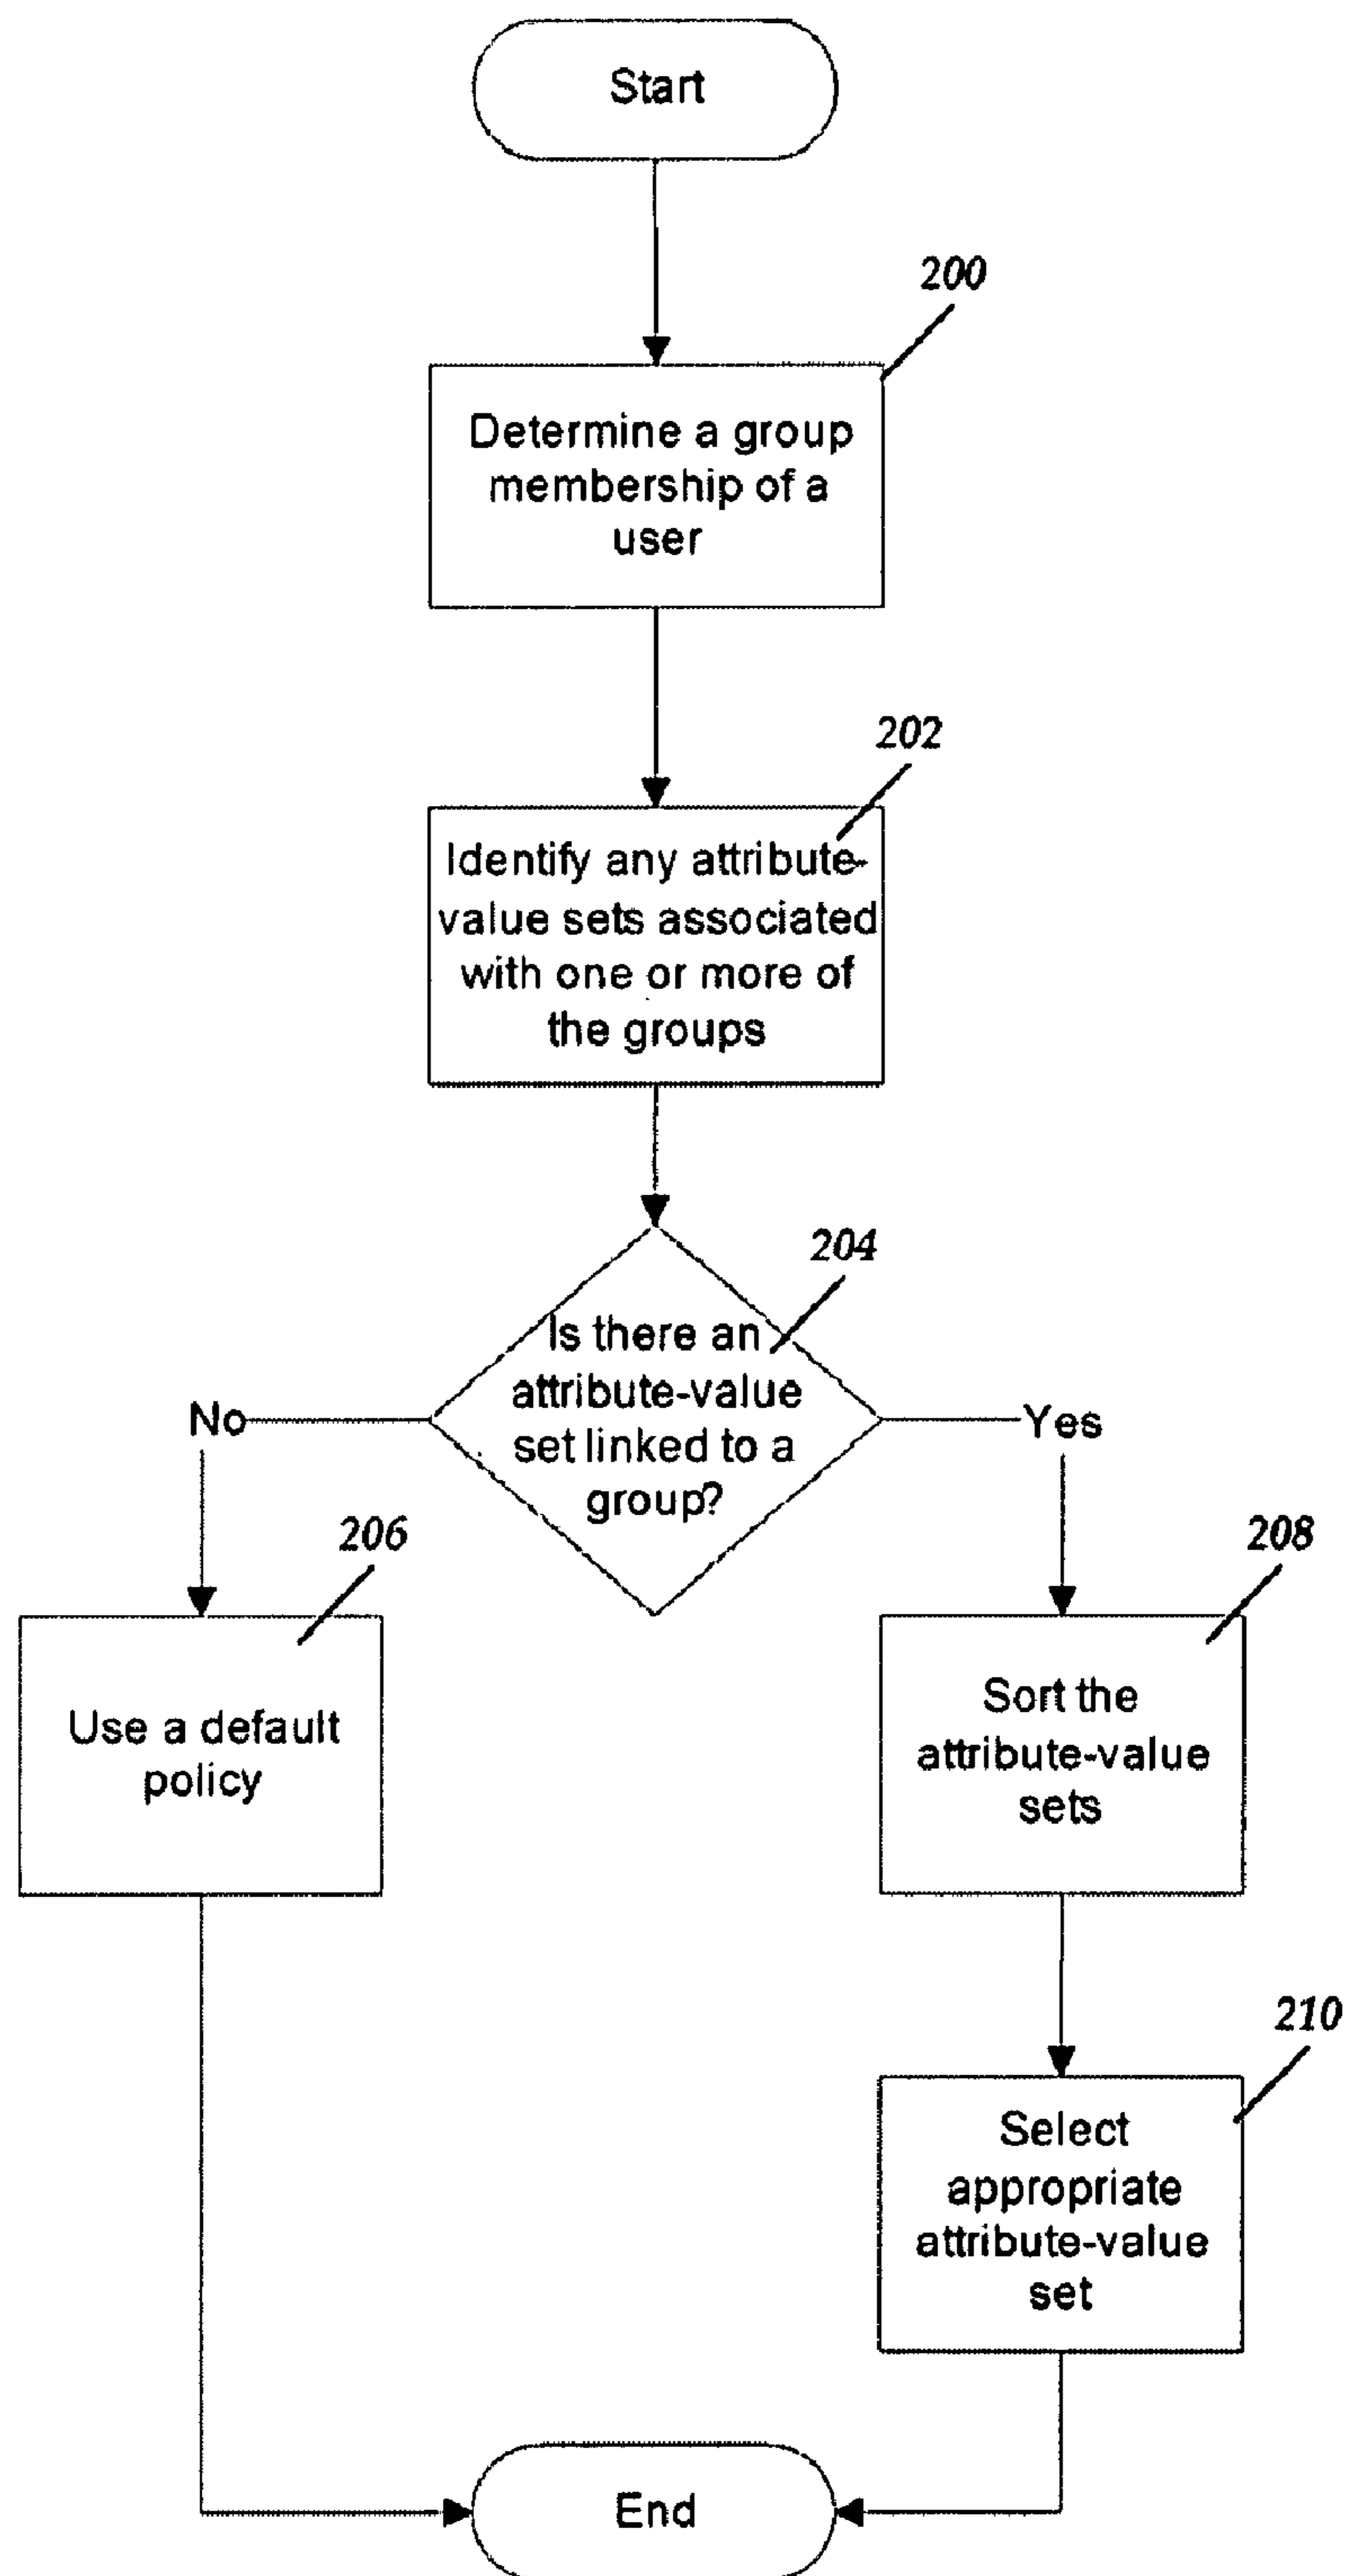 Start
200
Determine a group
membership of a
user
202
Identify any attribute-
value sets associated
with one or more of
the groups
204
Is there an
attribute-value
set linked to a
group?
No
Yes
206
Use a default
policy
208
Sort the
attribute-value
sets
210
Select
appropriate
attribute-value
set
End